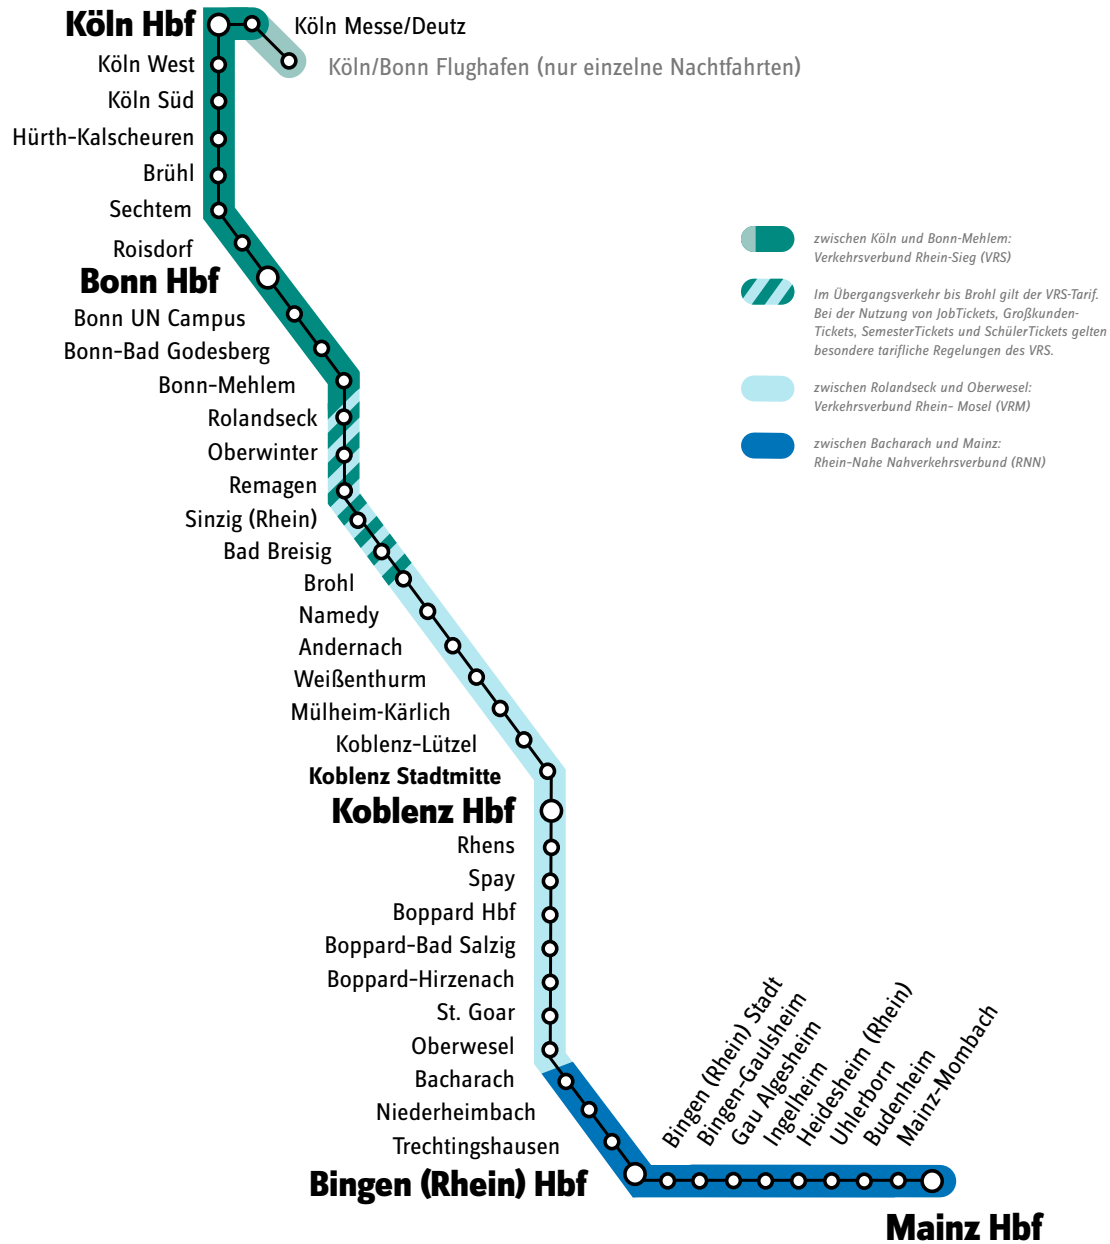 Köln Hbf
Köln Messe/Deutz
Köln West
Köln/Bonn Flughafen (nur einzelne Nachtfahrten)
Köln Süd
Hürth-Kalscheuren
Brühl
Sechtem
Roisdorf
Bonn Hbf
Bonn UN Campus
Bonn-Bad Godesberg
Bonn-Mehlem
Rolandseck
Oberwinter
Remagen
Sinzig (Rhein)
Bad Breisig
Brohl
Namedy
Andernach
Weißenthurm
Mülheim-Kärlich
Koblenz-Lützel
Koblenz Stadtmitte
Koblenz Hbf
Rhens
Spay
Boppard Hbf
Boppard-Bad Salzig
Boppard-Hirzenach
St. Goar
Oberwesel
Bacharach
Niederheimbach
Trechtingshausen
Bingen (Rhein) Hbf
Bingen (Rhein) Stadt
Bingen-Gaulsheim
Gau Algesheim
Ingelheim
Heidesheim (Rhein)
Uhlerborn
Budenheim
Mainz-Mombach
Mainz Hbf
zwischen Köln und Bonn-Mehlem:
Verkehrsverbund Rhein-Sieg (VRS)
Im Übergangsverkehr bis Brohl gilt der VRS-Tarif.
Bei der Nutzung von JobTickets, Großkunden-
Tickets, SemesterTickets und SchülerTickets gelten
besondere tarifliche Regelungen des VRS.
zwischen Rolandseck und Oberwesel:
Verkehrsverbund Rhein- Mosel (VRM)
zwischen Bacharach und Mainz:
Rhein-Nahe Nahverkehrsverbund (RNN)